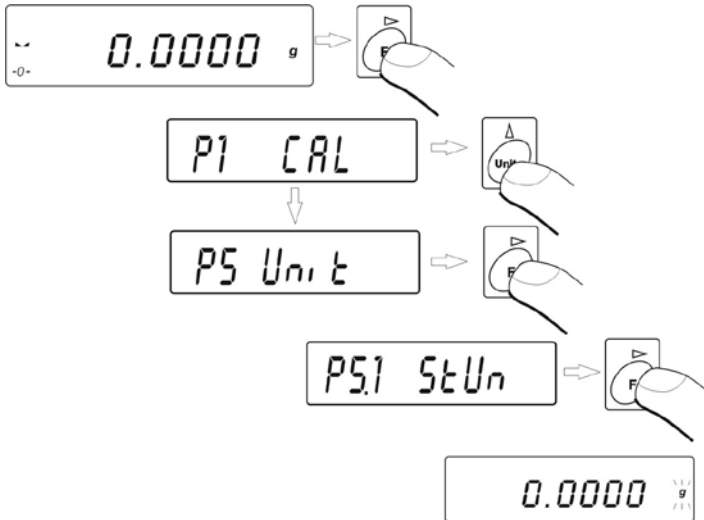 0.0000 g
→0←
F
P1 CAL
Unit
P5 Unit
F
P5.1 StUn
F
0.0000 g